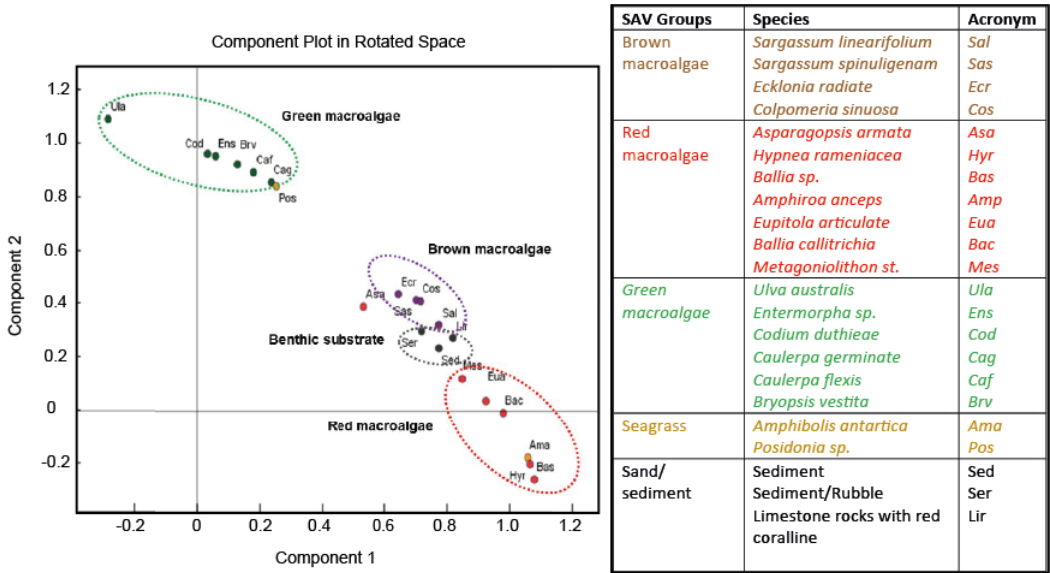 Component Plot in Rotated Space
1.2
1.0
0.8
0.6
0.4
0.2
0
-0.2
Component 2
-0.2
0
0.2
0.4
0.6
0.8
1.0
1.2
Component 1
Ula
Green macroalgae
Cod
Ens
Brv
Caf
Cag
Pos
Brown macroalgae
Ecr
Cos
Asa
Sas
Sal
Lir
Benthic substrate
Ser
Sed
Mes
Eua
Bac
Red macroalgae
Ama
Bas
Hyr
SAV Groups Species Acronym
Brown Sargassum linearifolium Sal
macroalgae Sargassum spinuligenam Sas
Ecklonia radiate Ecr
Colpomeria sinuosa Cos
Red Asparagopsis armata Asa
macroalgae Hypnea rameniacea Hyr
Ballia sp. Bas
Amphiroa anceps Amp
Eupitola articulate Eua
Ballia callitrichia Bac
Metagoniolithon st. Mes
Green Ulva australis Ula
macroalgae Entermorpha sp. Ens
Codium duthieae Cod
Caulerpa germinate Cag
Caulerpa flexis Caf
Bryopsis vestita Brv
Seagrass Amphibolis antartica Ama
Posidonia sp. Pos
Sand/ Sediment Sed
sediment Sediment/Rubble Ser
Limestone rocks with red Lir
coralline